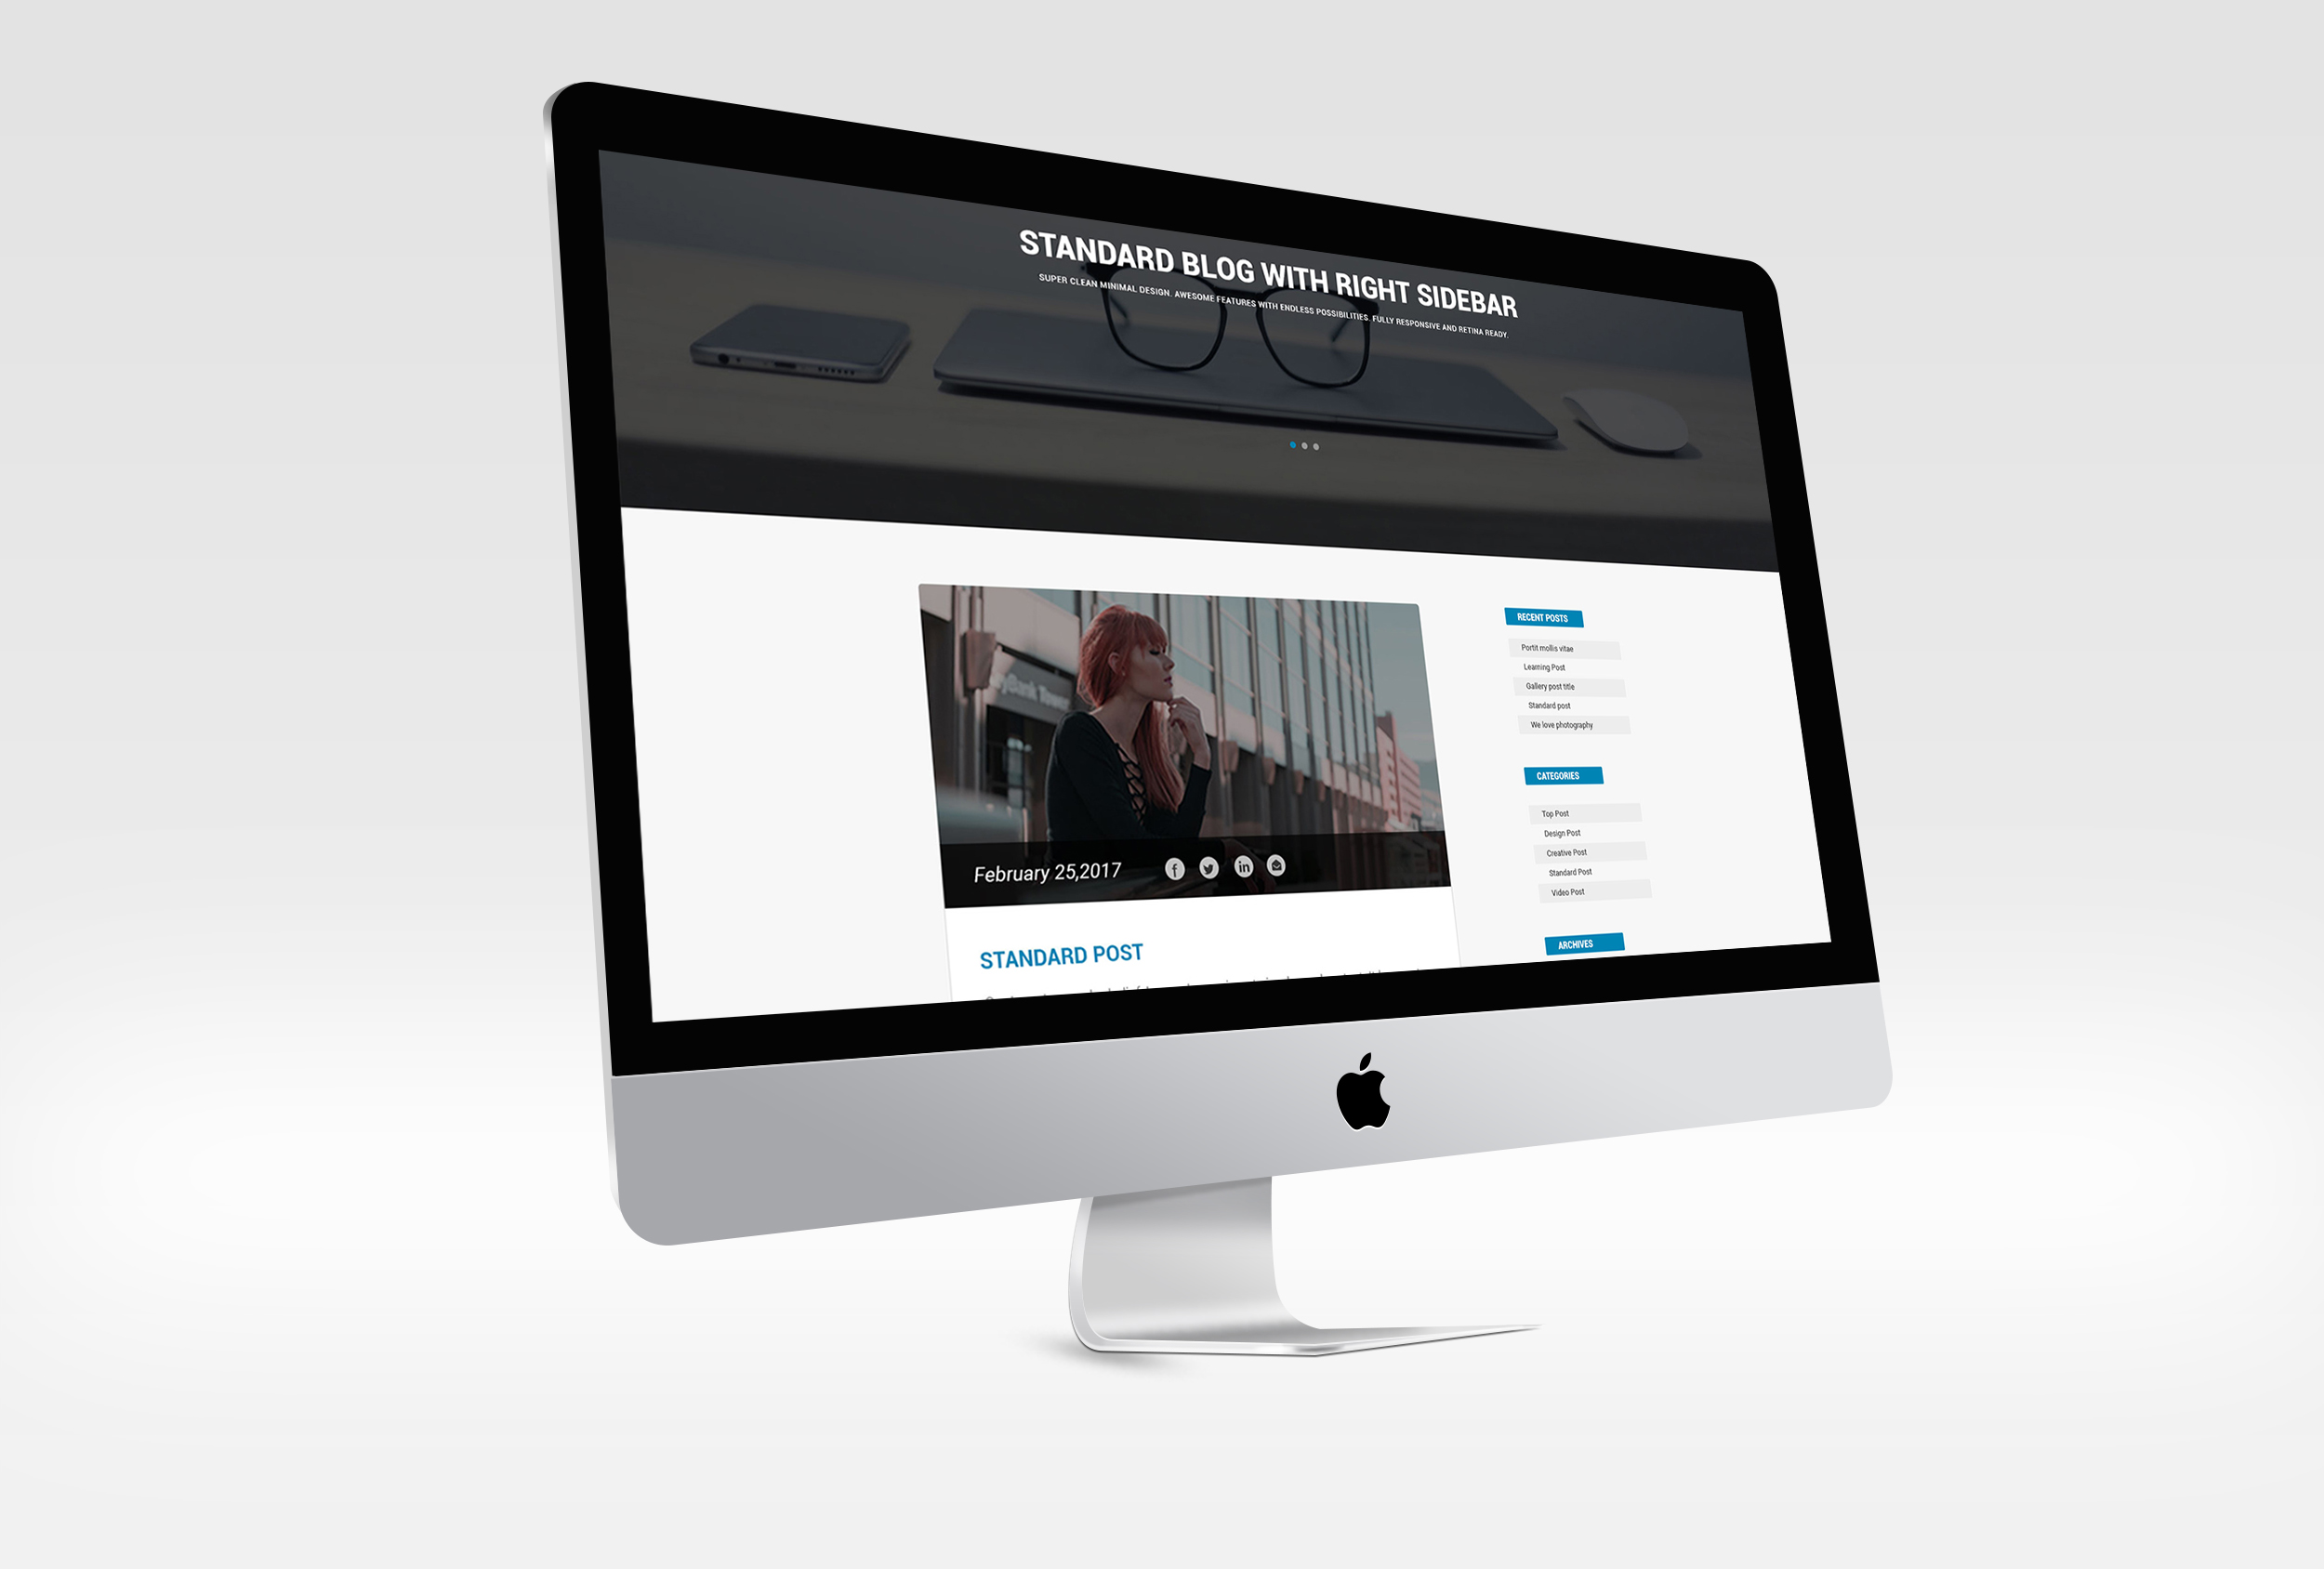 STANDARD BLOG WITH RIGHT SIDEBAR
SUPER CLEAN MINIMAL DESIGN. AWESOME FEATURES WITH ENDLESS POSSIBILITIES. FULLY RESPONSIVE AND RETINA READY.
Bank Tower
February 25,2017
STANDARD POST
RECENT POSTS
Portit mollis vitae
Learning Post
Gallery post title
Standard post
We love photography
CATEGORIES
Top Post
Design Post
Creative Post
Standard Post
Video Post
ARCHIVES